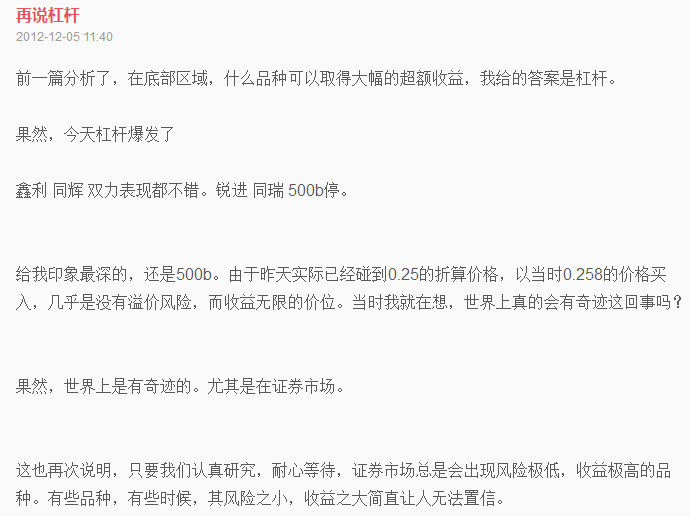 再说杠杆
2012-12-05 11:40
前一篇分析了，在底部区域，什么品种可以取得大幅的超额收益，我给的答案是杠杆。
果然，今天杠杆爆发了
鑫利 同辉 双力表现都不错。锐进 同瑞 500b停。
给我印象最深的，还是500b。由于昨天实际已经碰到0.25的折算价格，以当时0.258的价格买
入，几乎是没有溢价风险，而收益无限的价位。当时我就在想，世界上真的会有奇迹这回事吗？
果然，世界上是有奇迹的。尤其是在证券市场。
这也再次说明，只要我们认真研究，耐心等待，证券市场总是会出现风险极低，收益极高的品
种。有些品种，有些时候，其风险之小，收益之大简直让人无法置信。